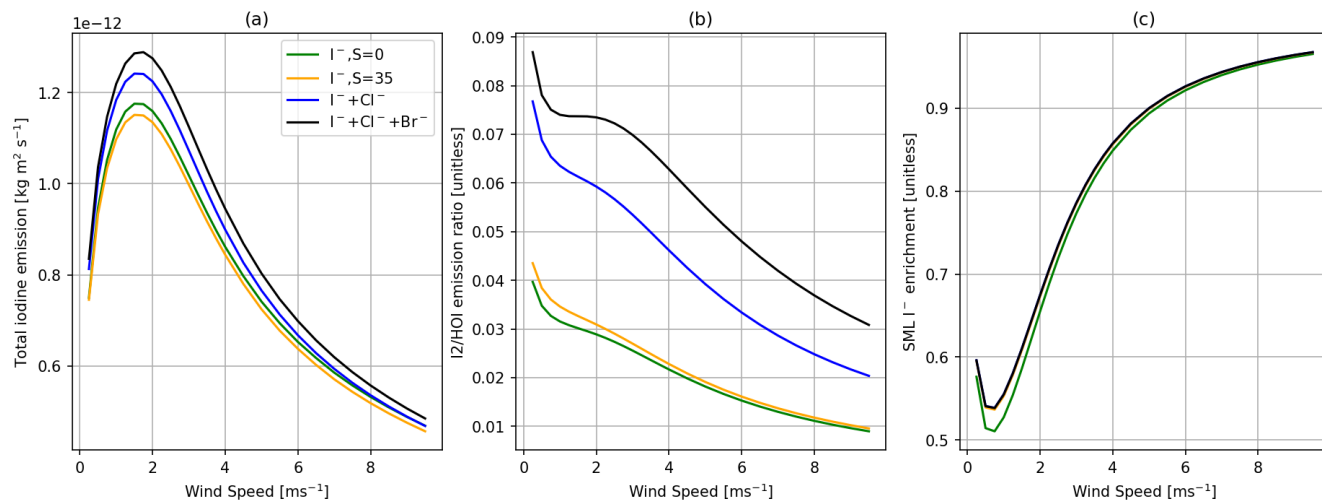 (a)
1e−12
Total iodine emission [kg m² s⁻¹]
1.2
1.0
0.8
0.6
0
2
4
6
8
Wind Speed [ms⁻¹]
I⁻,S=0
I⁻,S=35
I⁻+Cl⁻
I⁻+Cl⁻+Br⁻
(b)
I2/HOI emission ratio [unitless]
0.09
0.08
0.07
0.06
0.05
0.04
0.03
0.02
0.01
0
2
4
6
8
Wind Speed [ms⁻¹]
(c)
SML I⁻ enrichment [unitless]
0.9
0.8
0.7
0.6
0.5
0
2
4
6
8
Wind Speed [ms⁻¹]